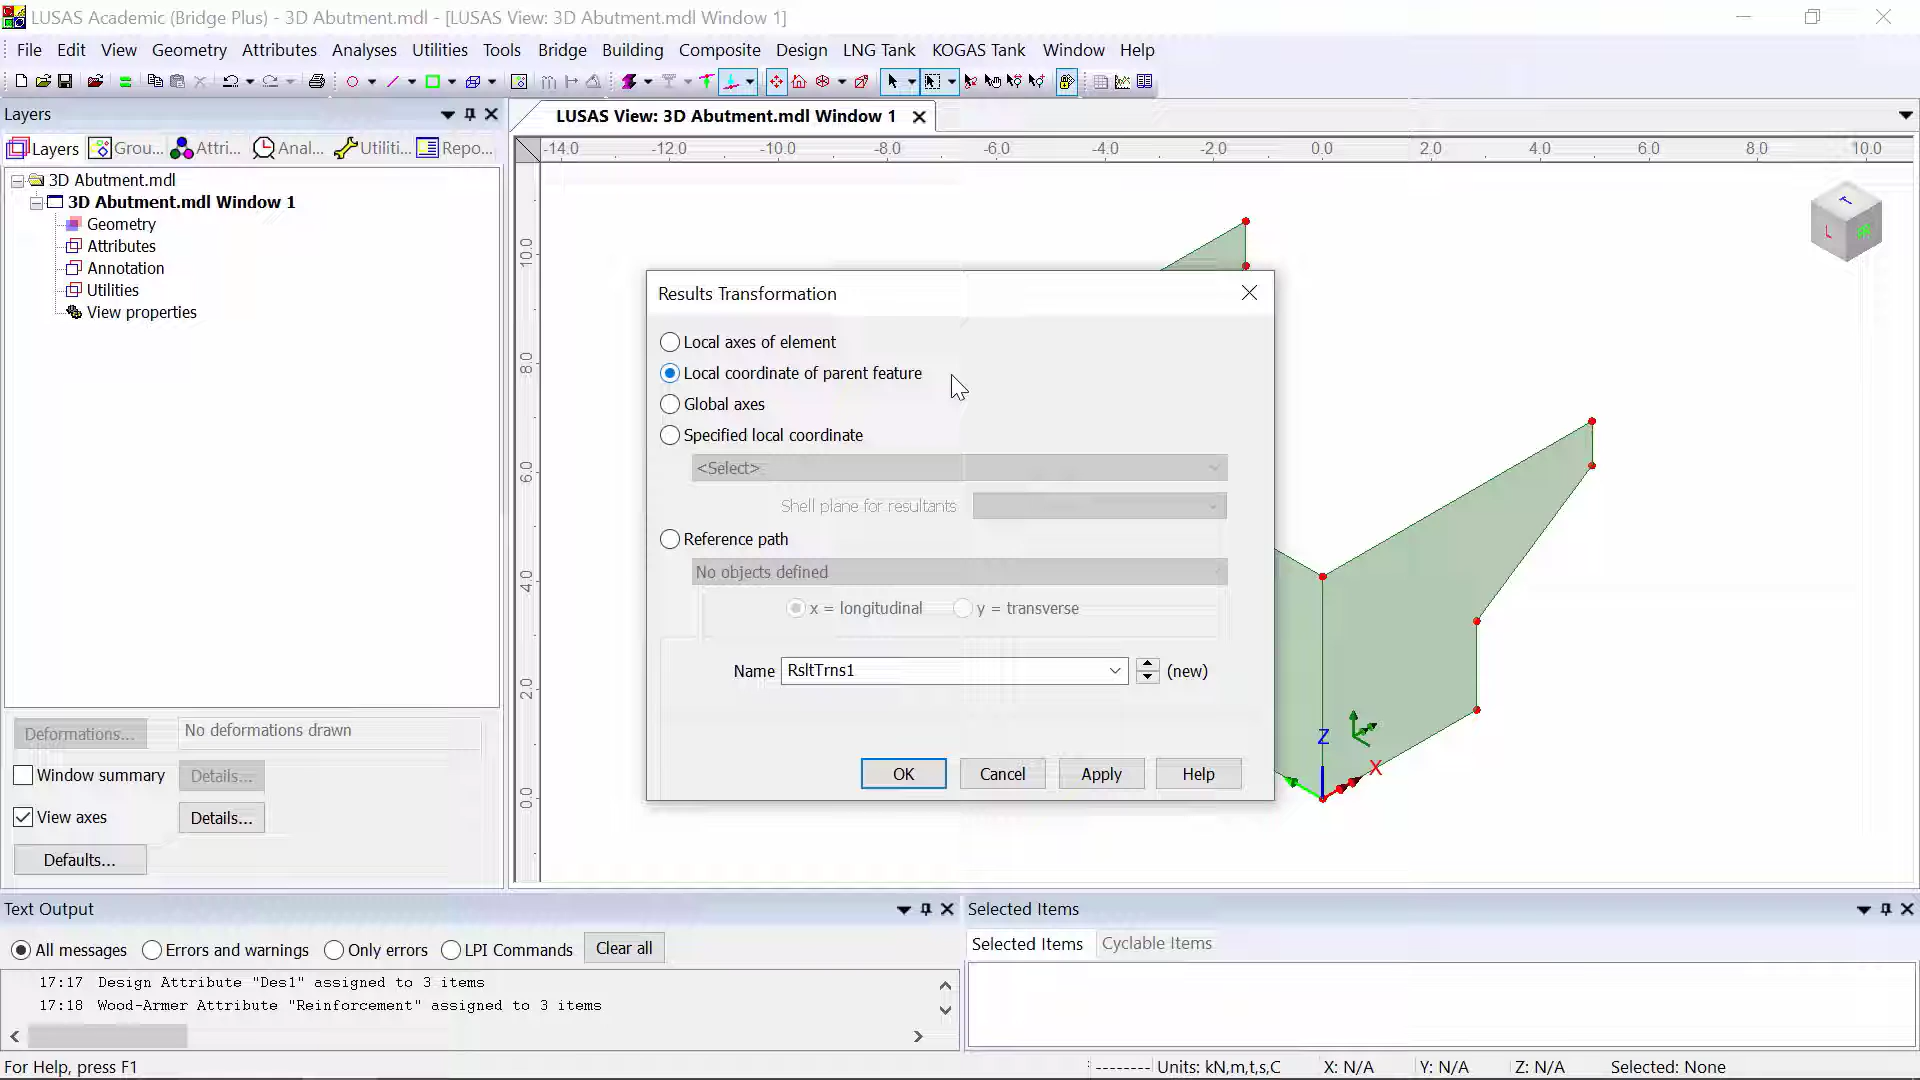 LUSAS Academic (Bridge Plus) - 3D Abutment.mdl - [LUSAS View: 3D Abutment.mdl Window 1]
File Edit View Geometry Attributes Analyses Utilities Tools Bridge Building Composite Design LNG Tank KOGAS Tank Window Help
Layers
LUSAS View: 3D Abutment.mdl Window 1
Layers Grou... Attri... Anal... Utiliti... Repo...
-14.0 -12.0 -10.0 -8.0 -6.0 -4.0 -2.0 0.0 2.0 4.0 6.0 8.0 10.0
3D Abutment.mdl
3D Abutment.mdl Window 1
Geometry
Attributes
Annotation
Utilities
View properties
10.0
8.0
6.0
4.0
2.0
0.0
T
L
Results Transformation
Local axes of element
Local coordinate of parent feature
Global axes
Specified local coordinate
<Select>
Shell plane for resultants
Reference path
No objects defined
x = longitudinal y = transverse
Name RsltTrns1 (new)
OK Cancel Apply Help
Z
X
Deformations... No deformations drawn
Window summary Details...
View axes Details...
Defaults...
Text Output
All messages Errors and warnings Only errors LPI Commands Clear all
17:17 Design Attribute "Des1" assigned to 3 items
17:18 Wood-Armer Attribute "Reinforcement" assigned to 3 items
Selected Items
Selected Items Cyclable Items
For Help, press F1
-------- Units: kN,m,t,s,C X: N/A Y: N/A Z: N/A Selected: None